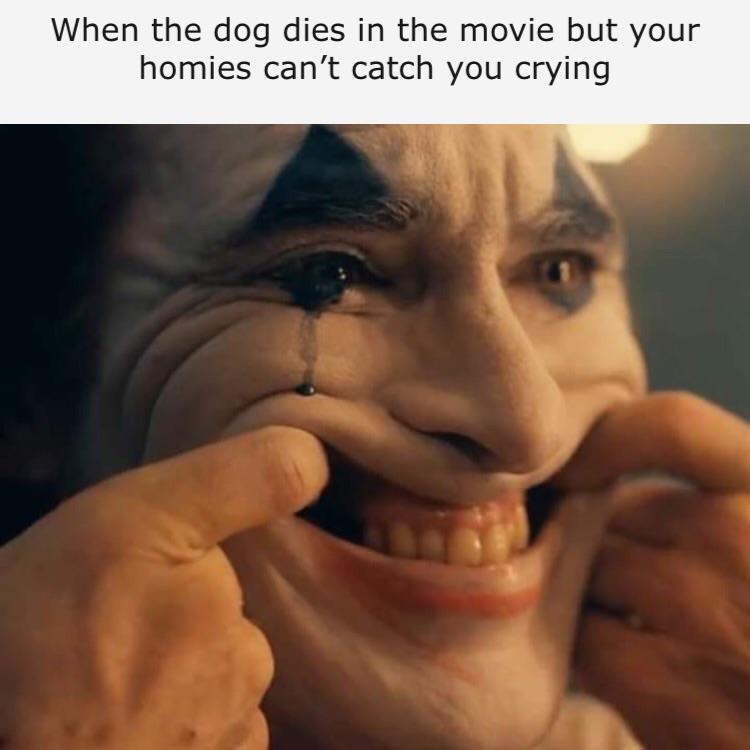 When the dog dies in the movie but your
homies can’t catch you crying